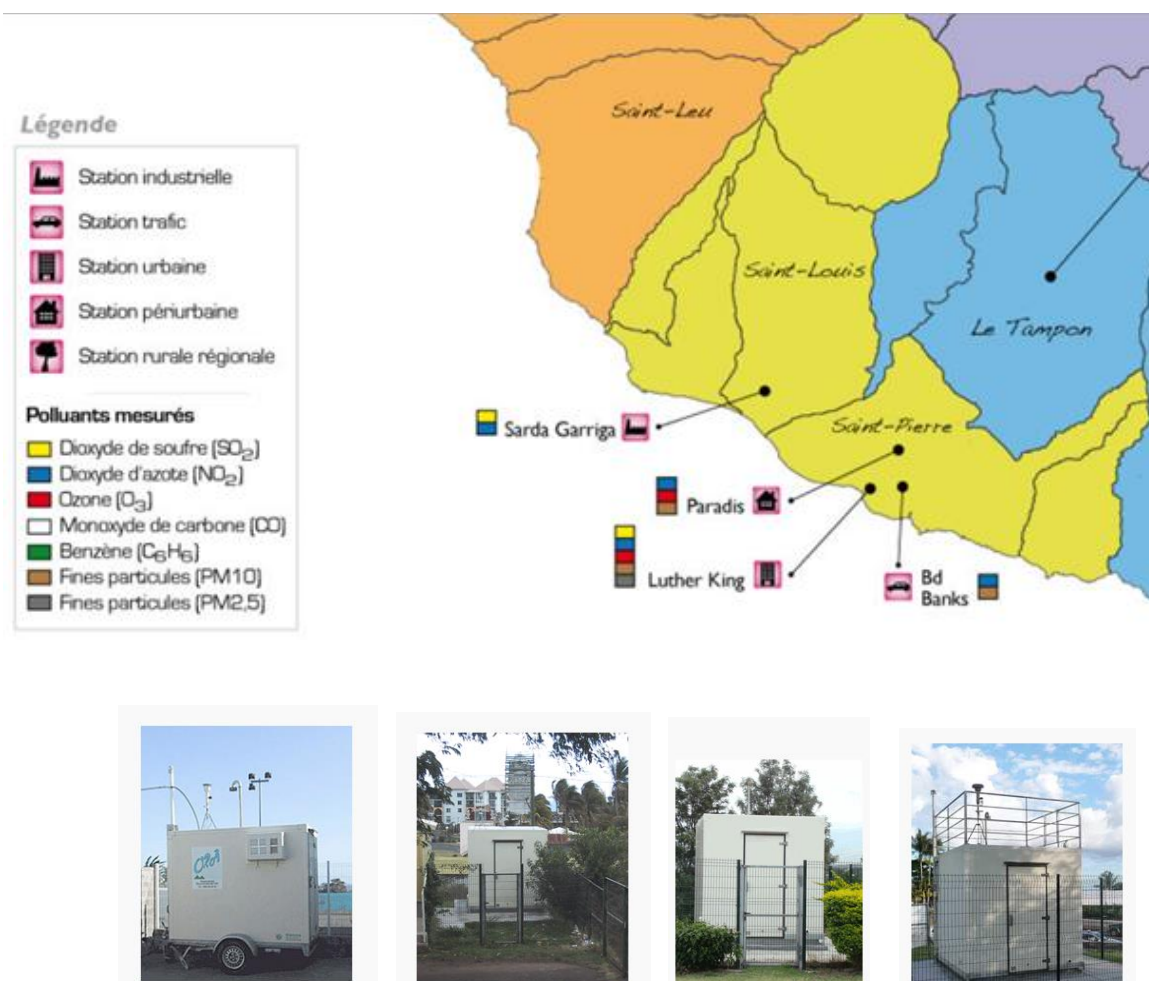 Légende
Station industrielle
Station trafic
Station urbaine
Station périurbaine
Station rurale régionale
Polluants mesurés
Dioxyde de soufre (SO2)
Dioxyde d'azote (NO2)
Ozone (O3)
Monoxyde de carbone (CO)
Benzène (C6H6)
Fines particules (PM10)
Fines particules (PM2,5)
Saint-Leu
Saint-Louis
Le Tampon
Saint-Pierre
Sarda Garriga
Paradis
Luther King
Bd
Banks